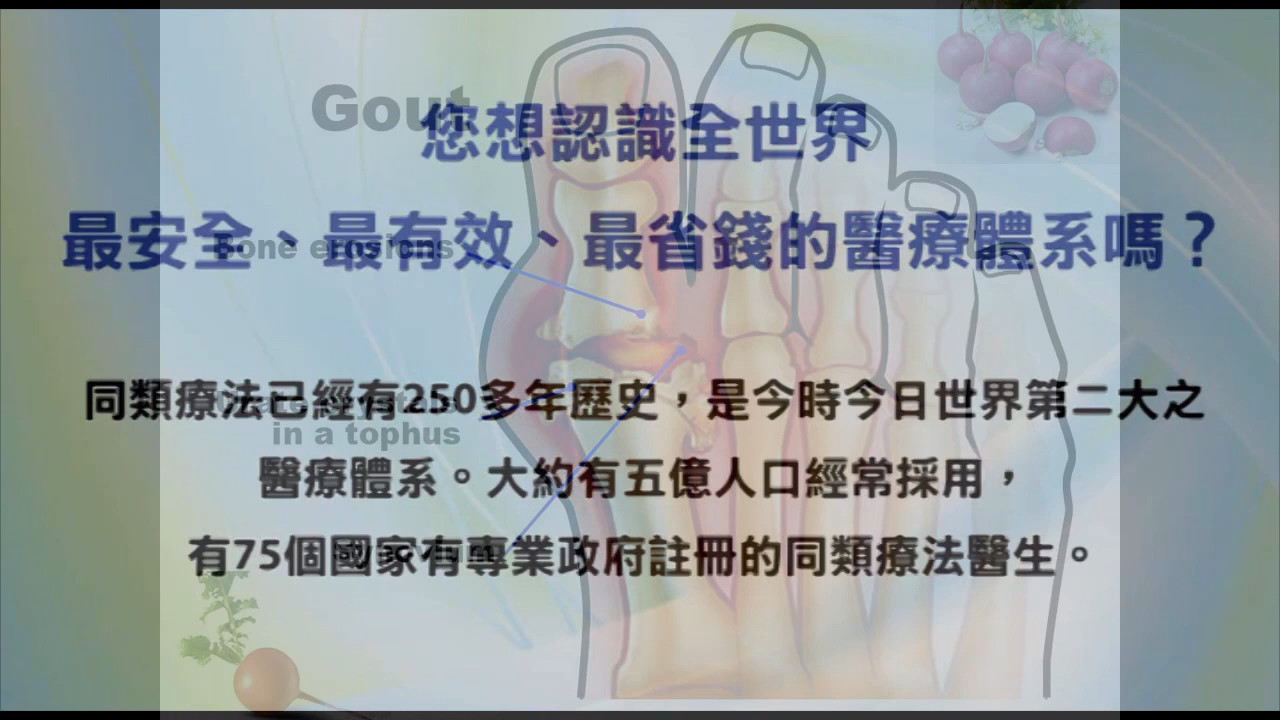 Gout
您想認識全世界
Bone erosions
最安全、最有效、最省錢的醫療體系嗎？
同類療法已經有250多年歷史，是今時今日世界第二大之
in a tophus
醫療體系。大約有五億人口經常採用，
有75個國家有專業政府註冊的同類療法醫生。